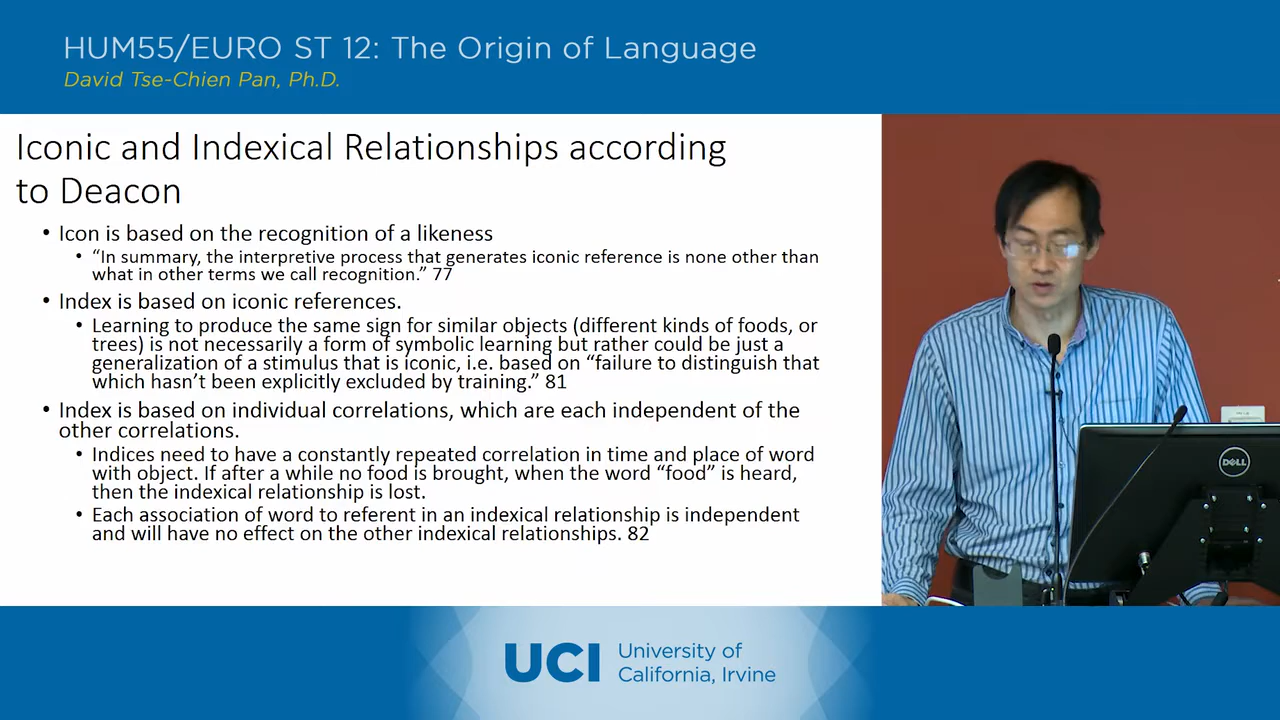 HUM55/EURO ST 12: The Origin of Language
David Tse-Chien Pan, Ph.D.
Iconic and Indexical Relationships according
to Deacon
• Icon is based on the recognition of a likeness
• “In summary, the interpretive process that generates iconic reference is none other than
what in other terms we call recognition.” 77
• Index is based on iconic references.
• Learning to produce the same sign for similar objects (different kinds of foods, or
trees) is not necessarily a form of symbolic learning but rather could be just a
generalization of a stimulus that is iconic, i.e. based on “failure to distinguish that
which hasn’t been explicitly excluded by training.” 81
• Index is based on individual correlations, which are each independent of the
other correlations.
• Indices need to have a constantly repeated correlation in time and place of word
with object. If after a while no food is brought, when the word “food” is heard,
then the indexical relationship is lost.
• Each association of word to referent in an indexical relationship is independent
and will have no effect on the other indexical relationships. 82
DELL
UCI University of
California, Irvine